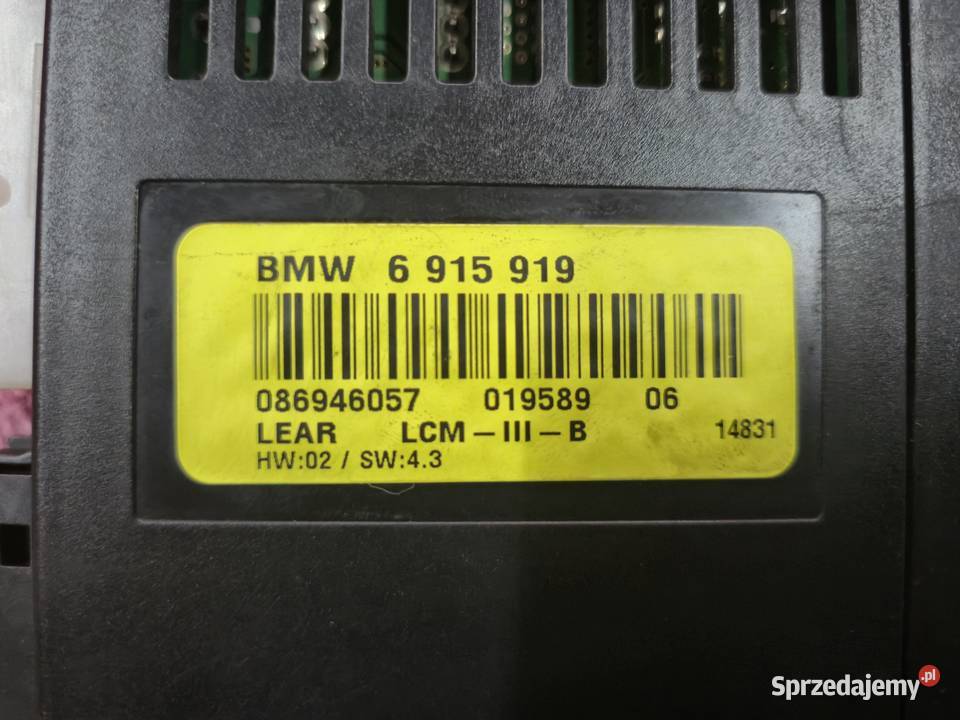 BMW 6 915 919
086946057 019589 06
LEAR LCM-III-B 14831
HW:02 / SW:4.3
Sprzedajemy.pl